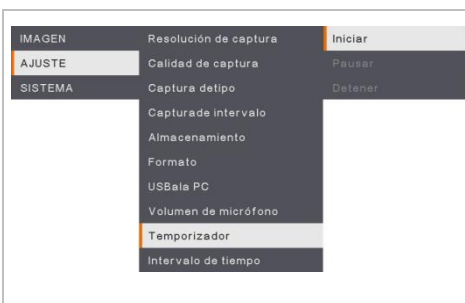 IMAGEN
AJUSTE
SISTEMA
Resolución de captura
Calidad de captura
Captura detipo
Capturade intervalo
Almacenamiento
Formato
USBala PC
Volumen de micrófono
Temporizador
Intervalo de tiempo
Iniciar
Pausar
Detener